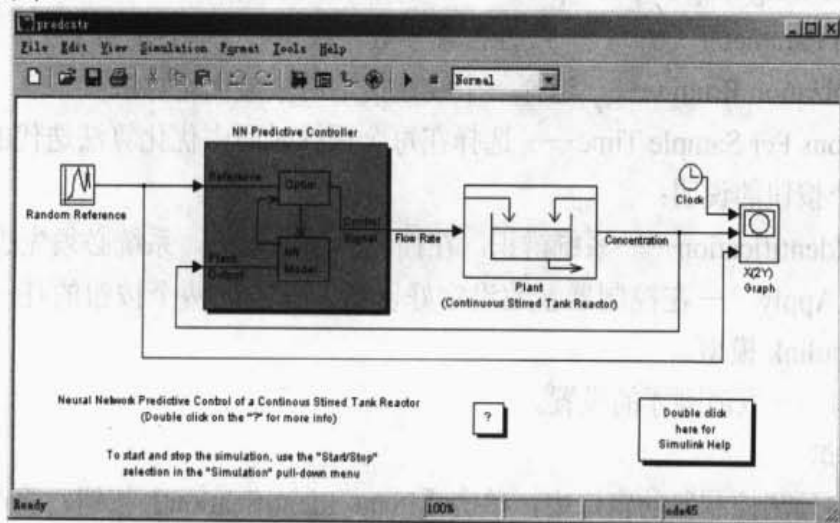 predcstr
File Edit View Simulation Format Tools Help
Normal
NN Predictive Controller
Random Reference
Reference
Optim.
Control
Signal
Plant
Output
NN
Model
Flow Rate
Plant
(Continuous Stirred Tank Reactor)
Concentration
Clock
X(2Y)
Graph
Neural Network Predictive Control of a Continous Stirred Tank Reactor
(Double click on the "?" for more info)
?
Double click
here for
Simulink Help
To start and stop the simulation, use the "Start/Stop"
selection in the "Simulation" pull-down menu
Ready
100%
ode45